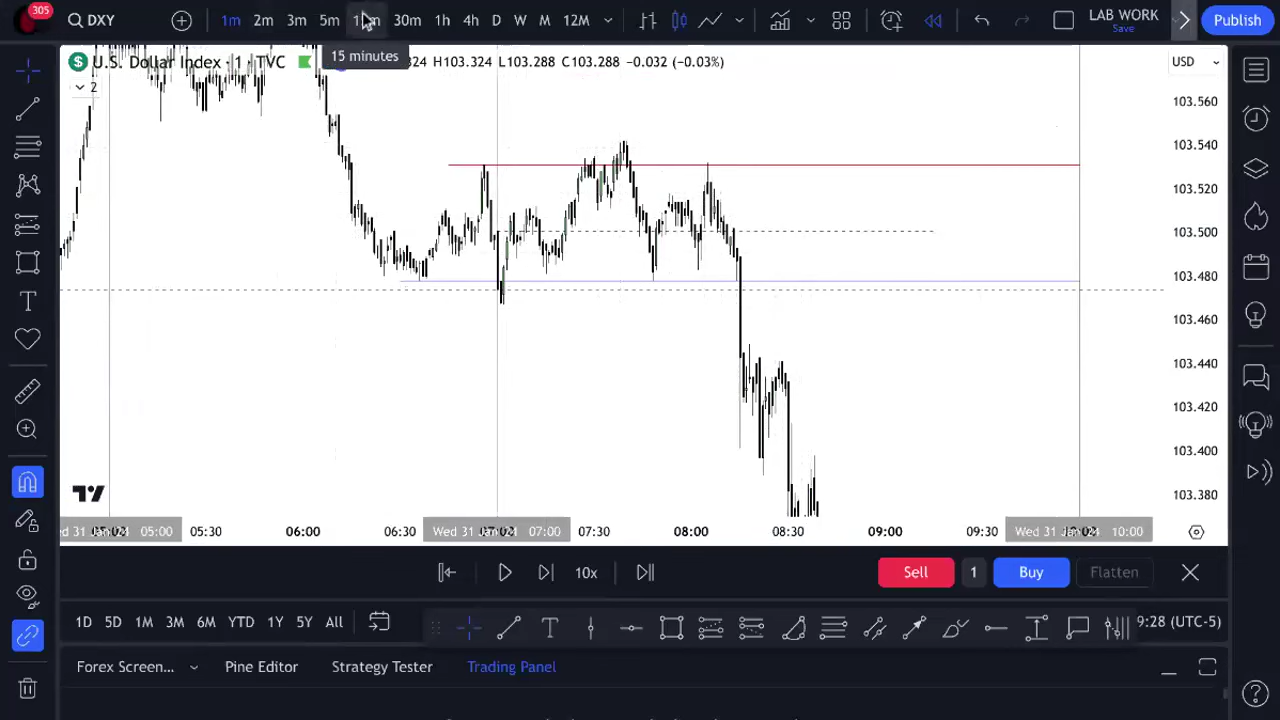 305
DXY
1m 2m 3m 5m 30m 1h 4h D W M 12M
LAB WORK
Save
Publish
15 minutes
U.S. Dollar Index · 1 · TVC
H103.324 L103.288 C103.288 −0.032 (−0.03%)
2
USD
103.560
103.540
103.520
103.500
103.480
103.460
103.440
103.420
103.400
103.380
05:00 05:30 06:00 06:30 Wed 31 Jan 24 07:00 07:30 08:00 08:30 09:00 09:30 10:00
10x
Sell 1 Buy Flatten
1D 5D 1M 3M 6M YTD 1Y 5Y All
9:28 (UTC-5)
Forex Screen... Pine Editor Strategy Tester Trading Panel